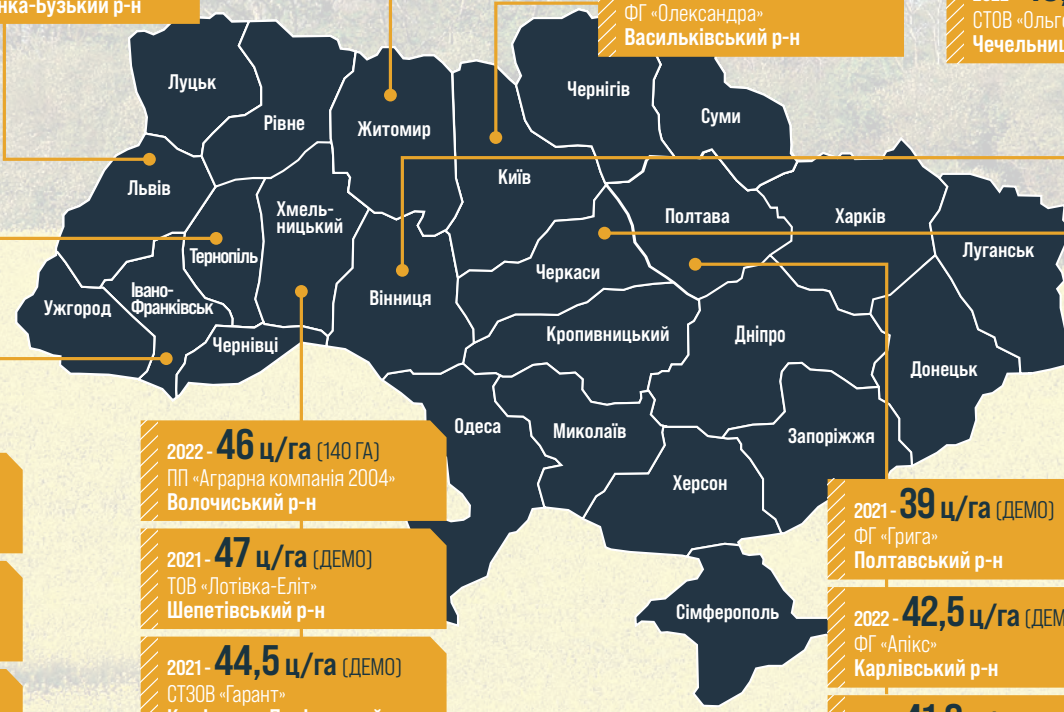 нка-Бузький р-н
ФГ «Олександра»
Васильківський р-н
СТОВ
Луцьк
Рівне
Житомир
Чернігів
Суми
Київ
Львів
Хмель-
ницький
Тернопіль
Полтава
Харків
Луганськ
Черкаси
Вінниця
Івано-
Франківськ
Ужгород
Чернівці
Кропивницький
Дніпро
Донецьк
Одеса
Миколаїв
Запоріжжя
Херсон
Сімферополь
2022 - 46 ц/га (140 ГА)
ПП «Аграрна компанія 2004»
Волочиський р-н
2021 - 47 ц/га (ДЕМО)
ТОВ «Лотівка-Еліт»
Шепетівський р-н
2021 - 44,5 ц/га (ДЕМО)
СТЗОВ «Гарант»
2021 - 39 ц/га (ДЕМО)
ФГ «Грига»
Полтавський р-н
2022 - 42,5 ц/га (ДЕМ
ФГ «Апікс»
Карлівський р-н